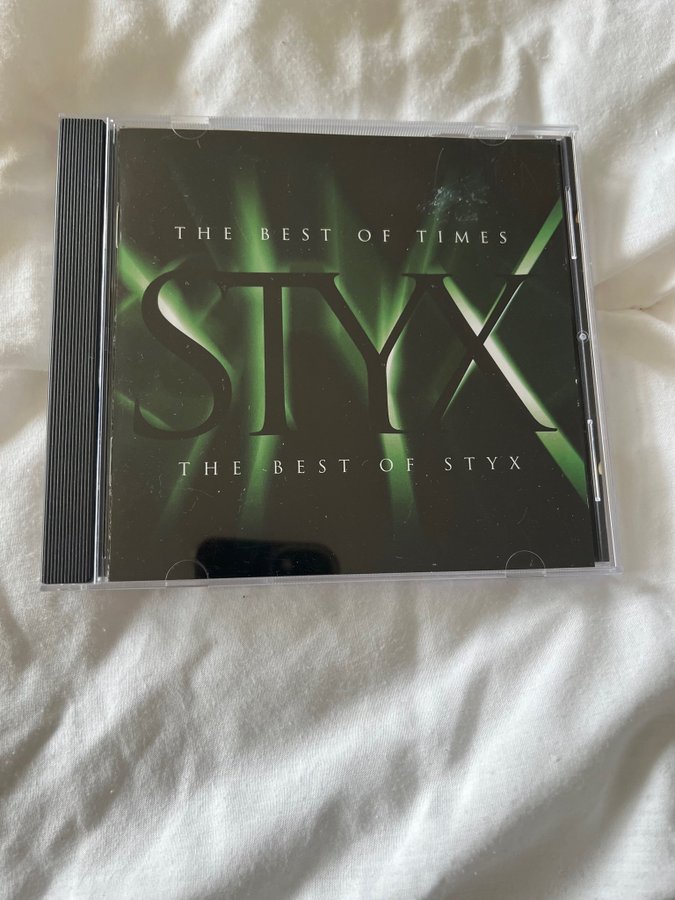 THE BEST OF TIMES
STYX
THE BEST OF STYX